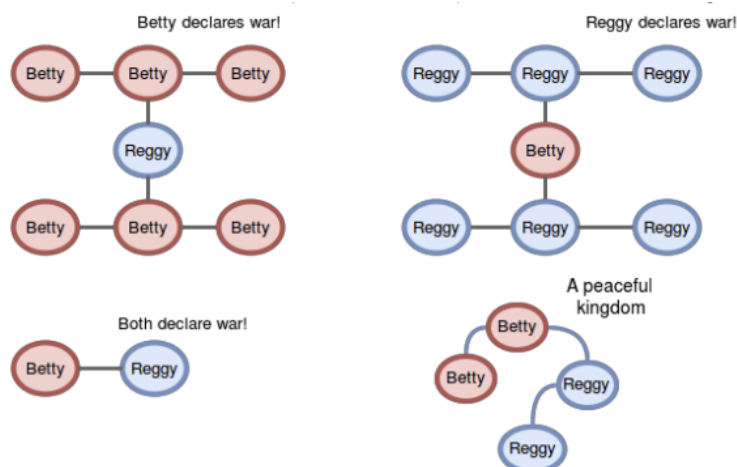 Betty declares war!
Betty Betty Betty
Reggy
Betty Betty Betty
Reggy declares war!
Reggy Reggy Reggy
Betty
Reggy Reggy Reggy
Both declare war!
Betty Reggy
A peaceful
kingdom
Betty
Betty
Reggy
Reggy